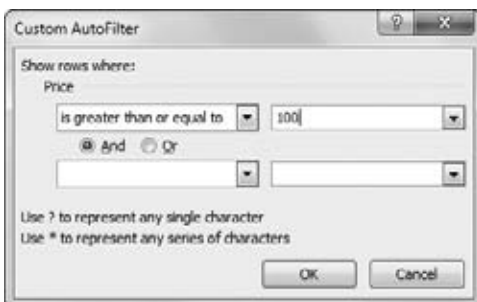 Custom AutoFilter
Show rows where:
Price
is greater than or equal to 100
And Or
Use ? to represent any single character
Use * to represent any series of characters
OK Cancel